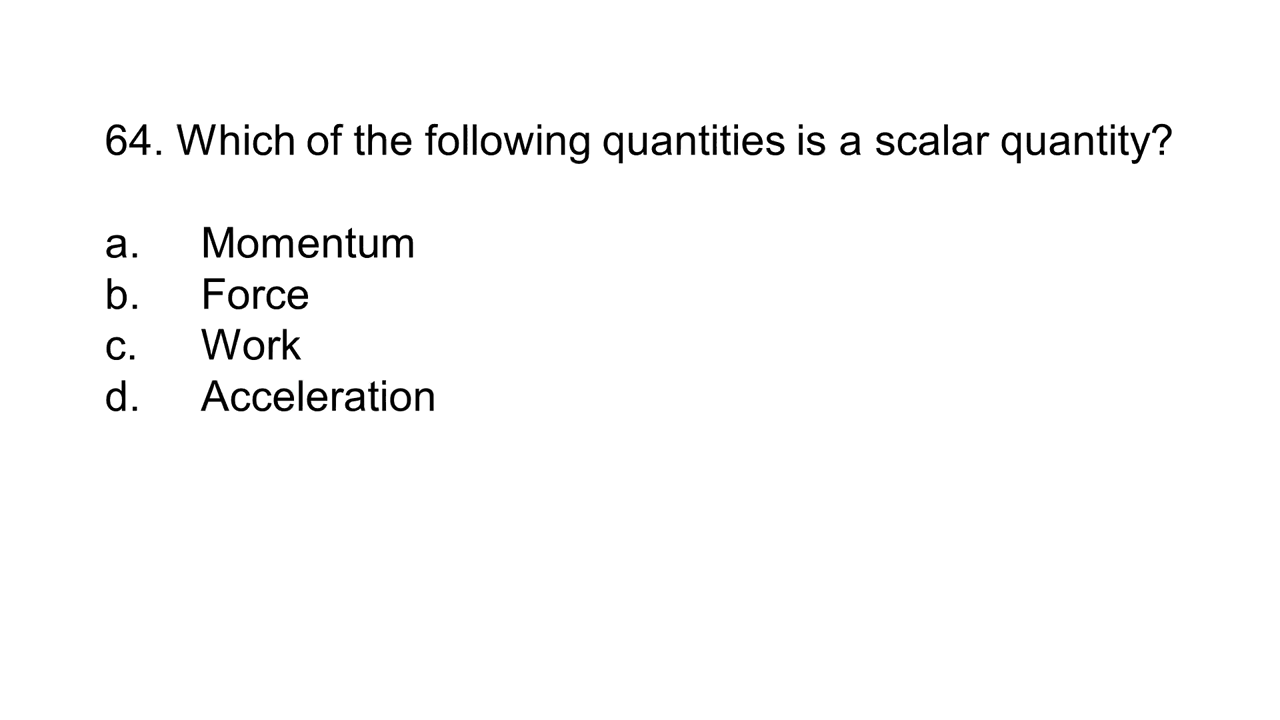 64. Which of the following quantities is a scalar quantity?
a. Momentum
b. Force
c. Work
d. Acceleration